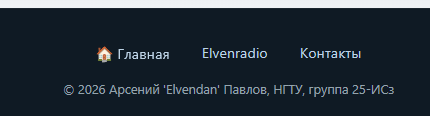 🏠 Главная Elvenradio Контакты
© 2026 Арсений 'Elvendan' Павлов, НГТУ, группа 25-ИСз